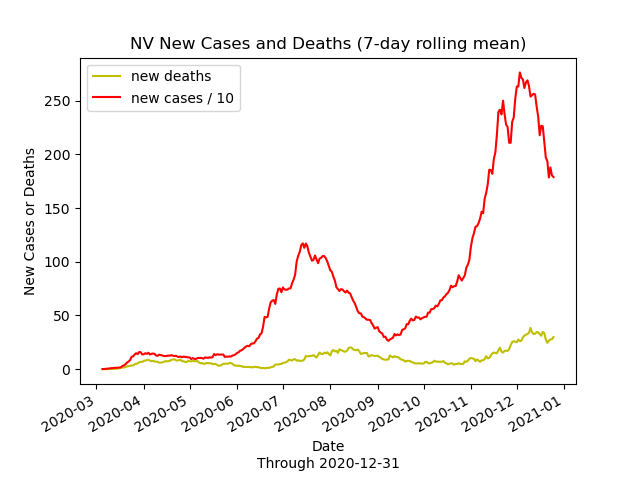 NV New Cases and Deaths (7-day rolling mean)
new deaths
new cases / 10
New Cases or Deaths
250
200
150
100
50
0
2020-03
2020-04
2020-05
2020-06
2020-07
2020-08
2020-09
2020-10
2020-11
2020-12
2021-01
Date
Through 2020-12-31